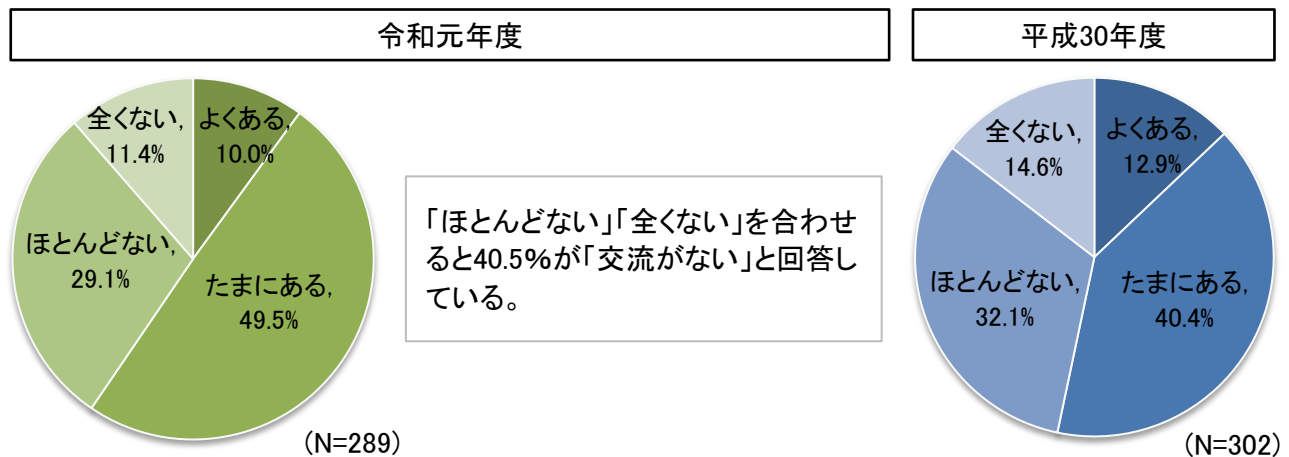 令和元年度
全くない,
11.4%
よくある,
10.0%
ほとんどない,
29.1%
たまにある,
49.5%
(N=289)
「ほとんどない」「全くない」を合わせ
ると40.5%が「交流がない」と回答し
ている。
平成30年度
全くない,
14.6%
よくある,
12.9%
ほとんどない,
32.1%
たまにある,
40.4%
(N=302)